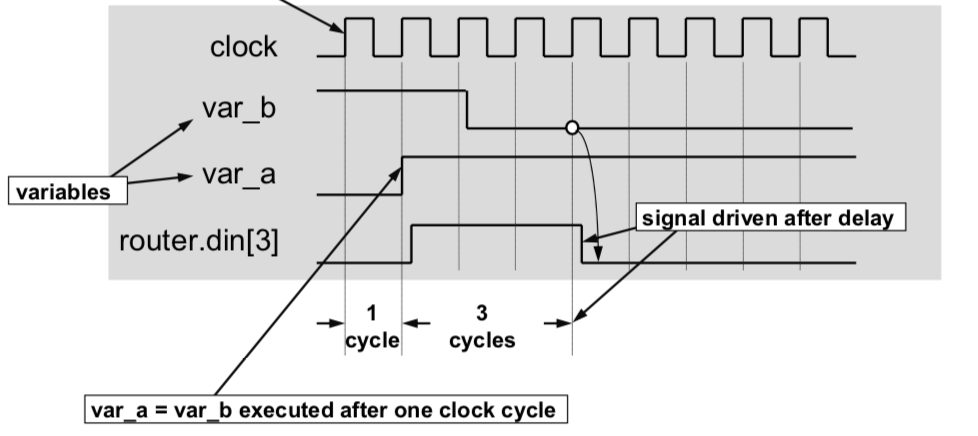 clock
var_b
var_a
variables
signal driven after delay
router.din[3]
1
cycle
3
cycles
var_a = var_b executed after one clock cycle